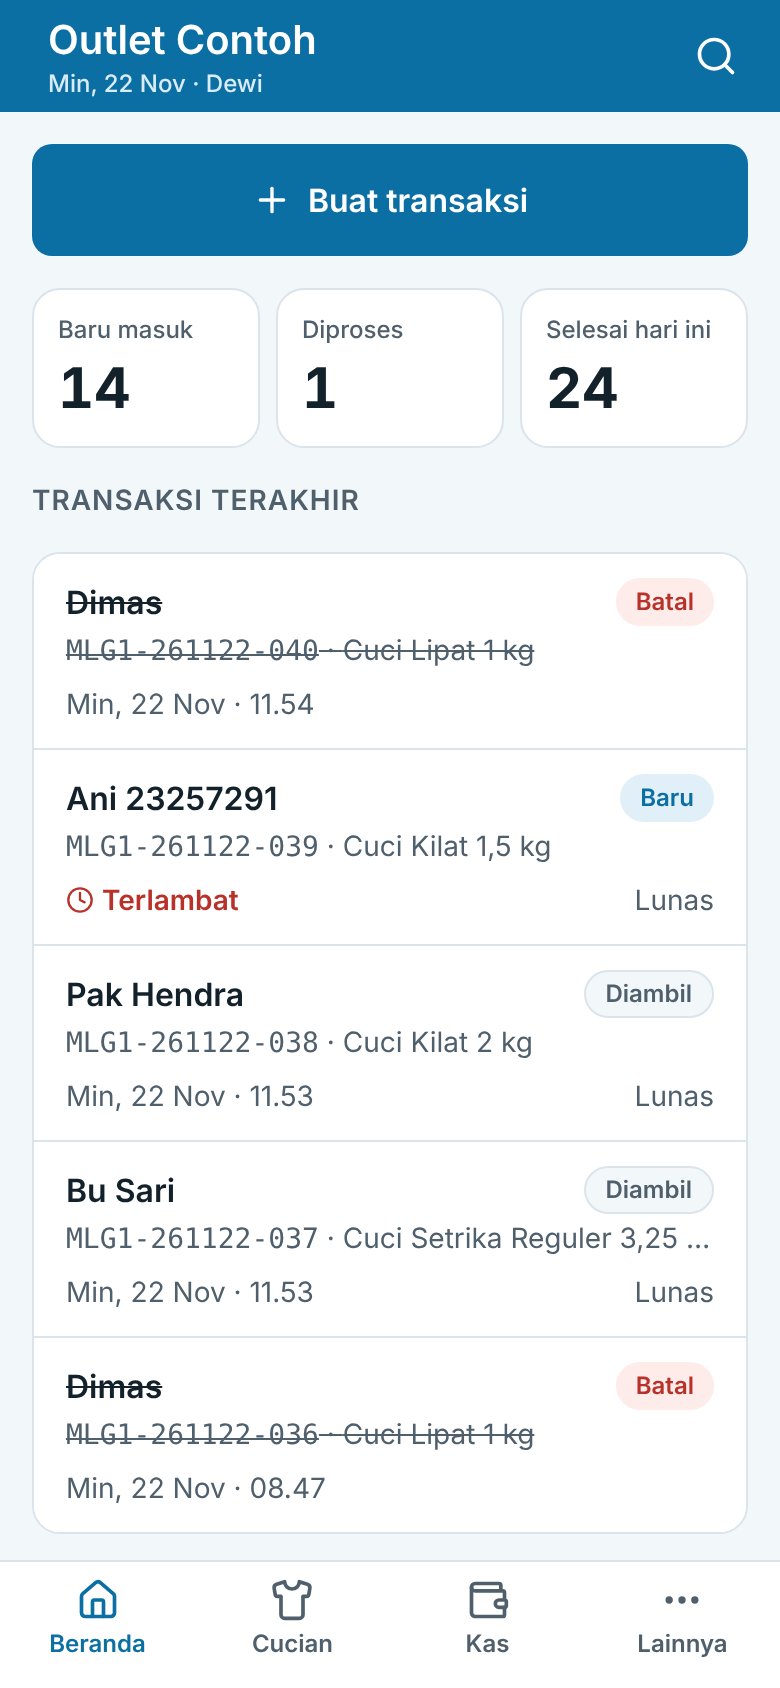 Outlet Contoh
Min, 22 Nov · Dewi
Buat transaksi
Baru masuk
14
Diproses
1
Selesai hari ini
24
TRANSAKSI TERAKHIR
Dimas
Batal
MLG1-261122-040 · Cuci Lipat 1 kg
Min, 22 Nov · 11.54
Ani 23257291
Baru
MLG1-261122-039 · Cuci Kilat 1,5 kg
Terlambat
Lunas
Pak Hendra
Diambil
MLG1-261122-038 · Cuci Kilat 2 kg
Min, 22 Nov · 11.53
Lunas
Bu Sari
Diambil
MLG1-261122-037 · Cuci Setrika Reguler 3,25 ...
Min, 22 Nov · 11.53
Lunas
Dimas
Batal
MLG1-261122-036 · Cuci Lipat 1 kg
Min, 22 Nov · 08.47
Beranda
Cucian
Kas
Lainnya